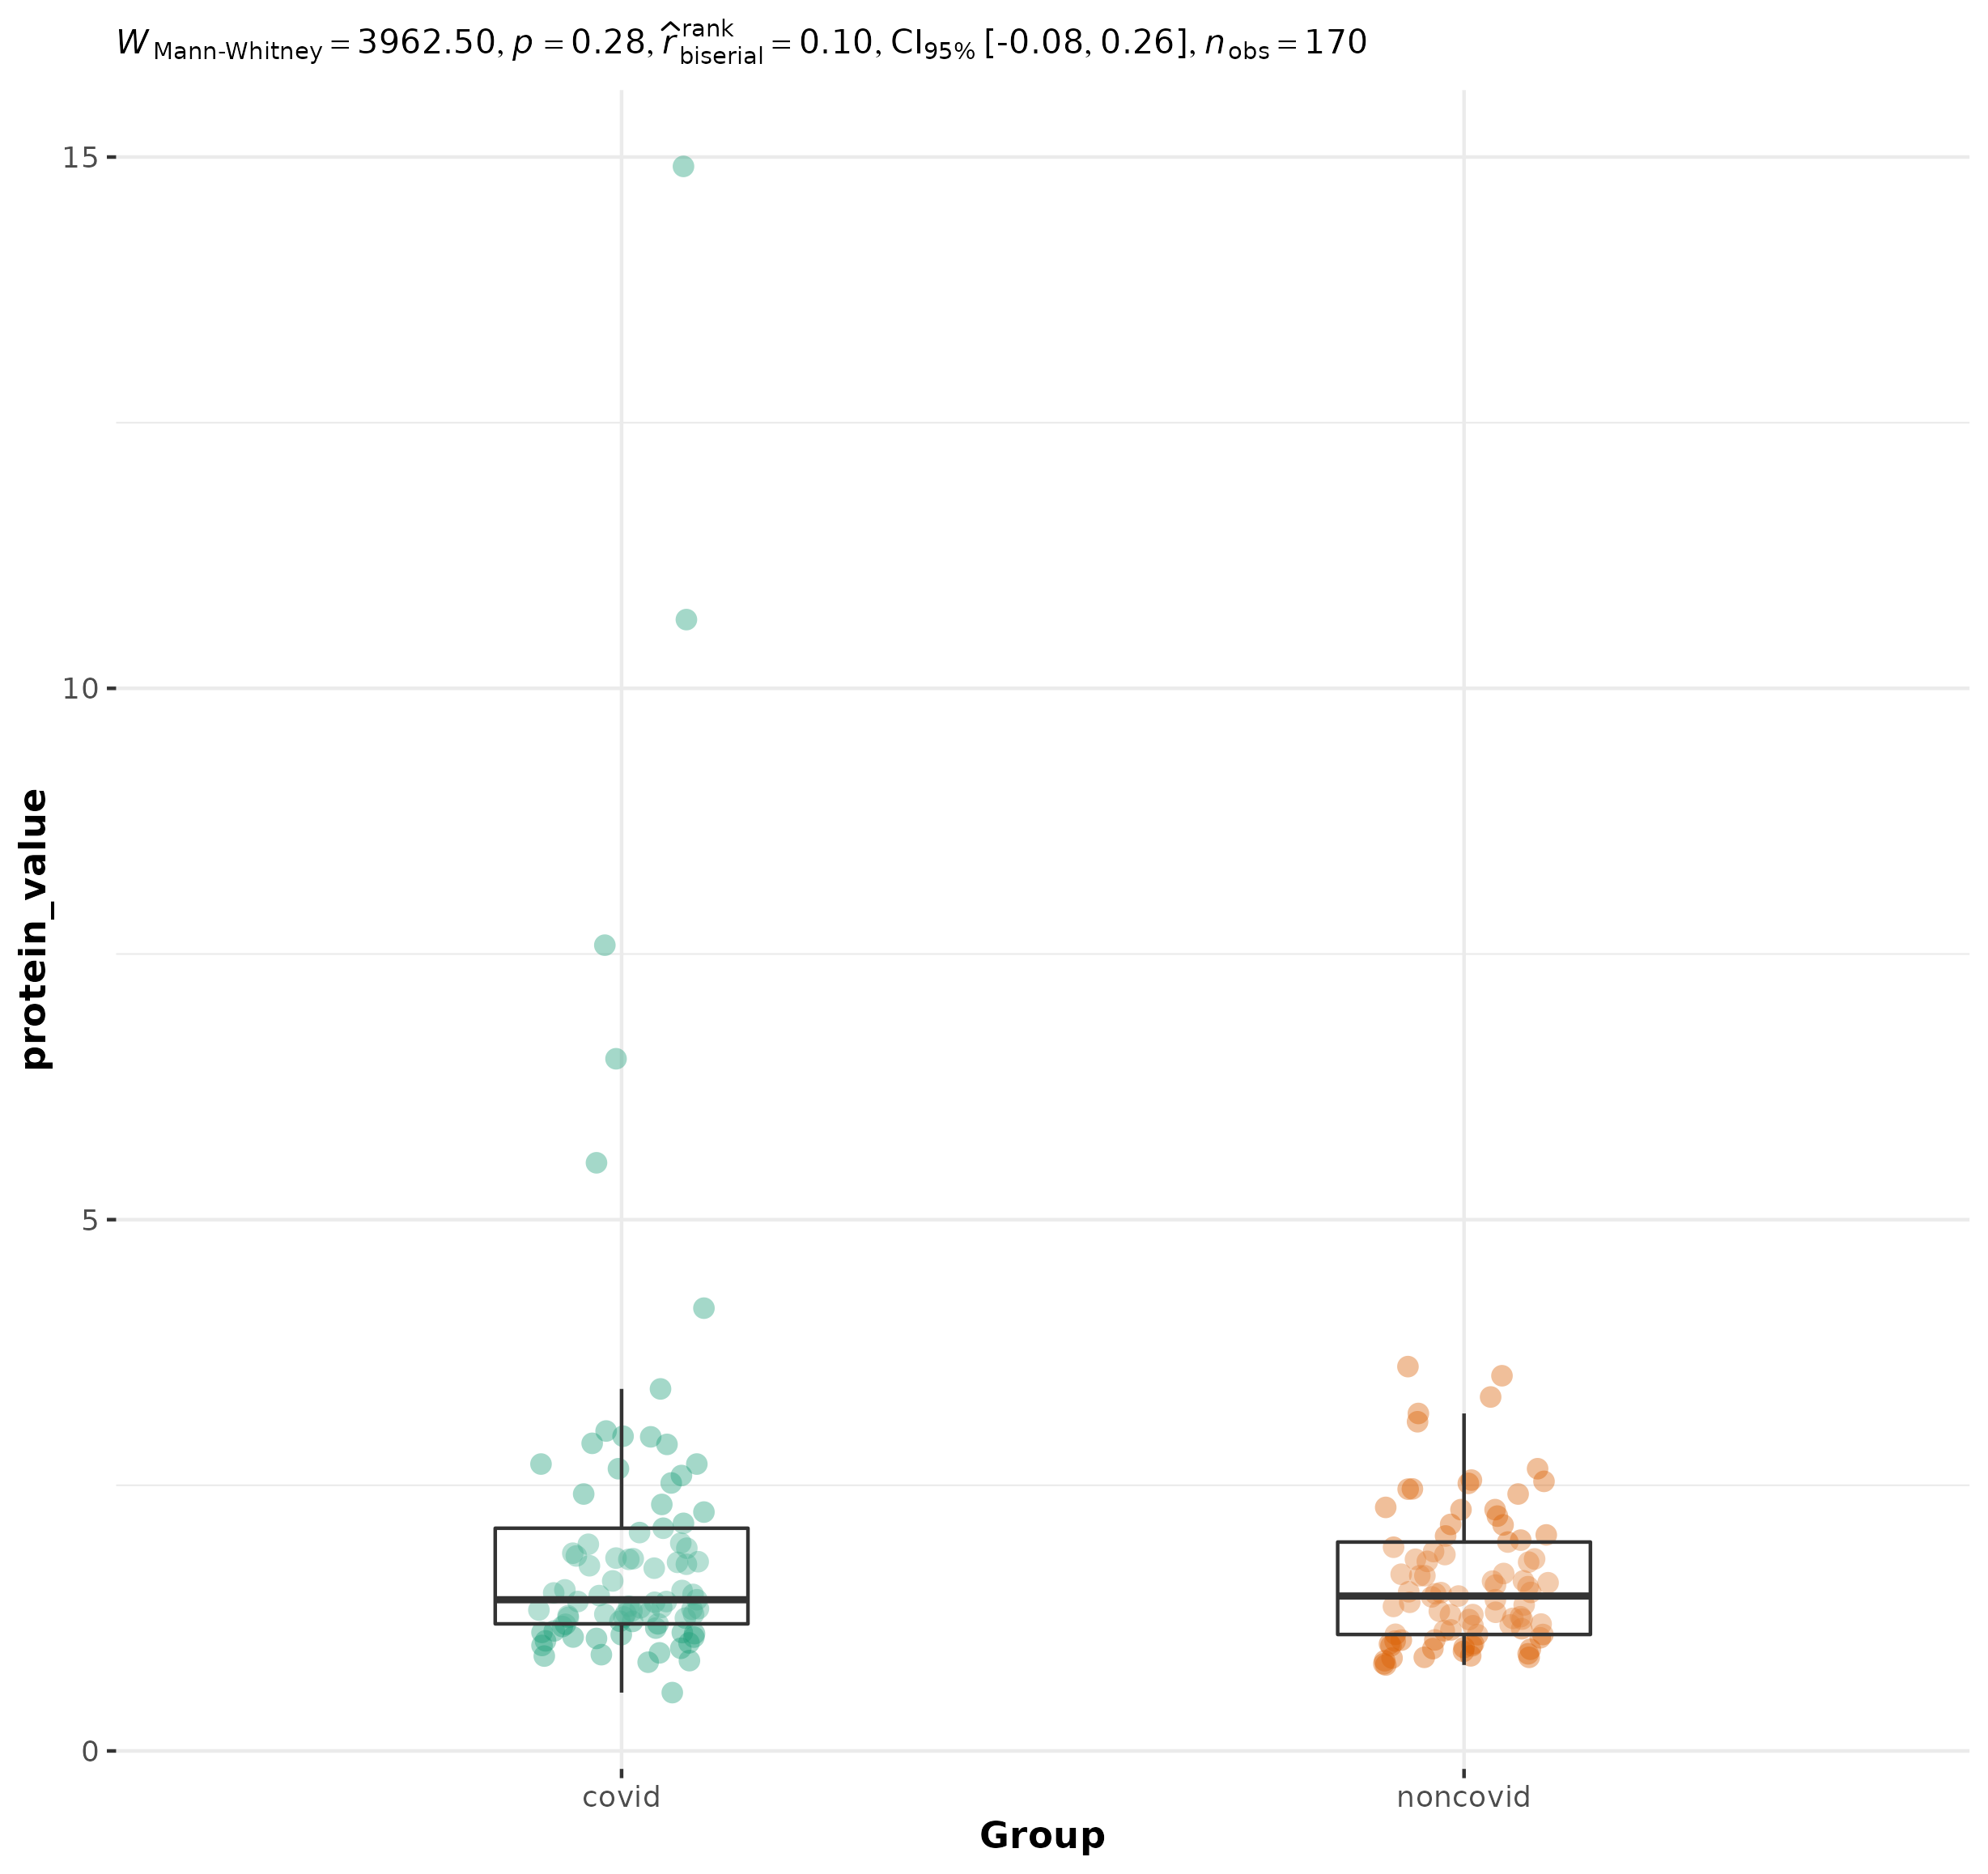 W Mann-Whitney = 3962.50, p = 0.28, r̂ rank biserial = 0.10, CI95% [-0.08, 0.26], n obs = 170
15
10
5
0
protein_value
covid noncovid
Group